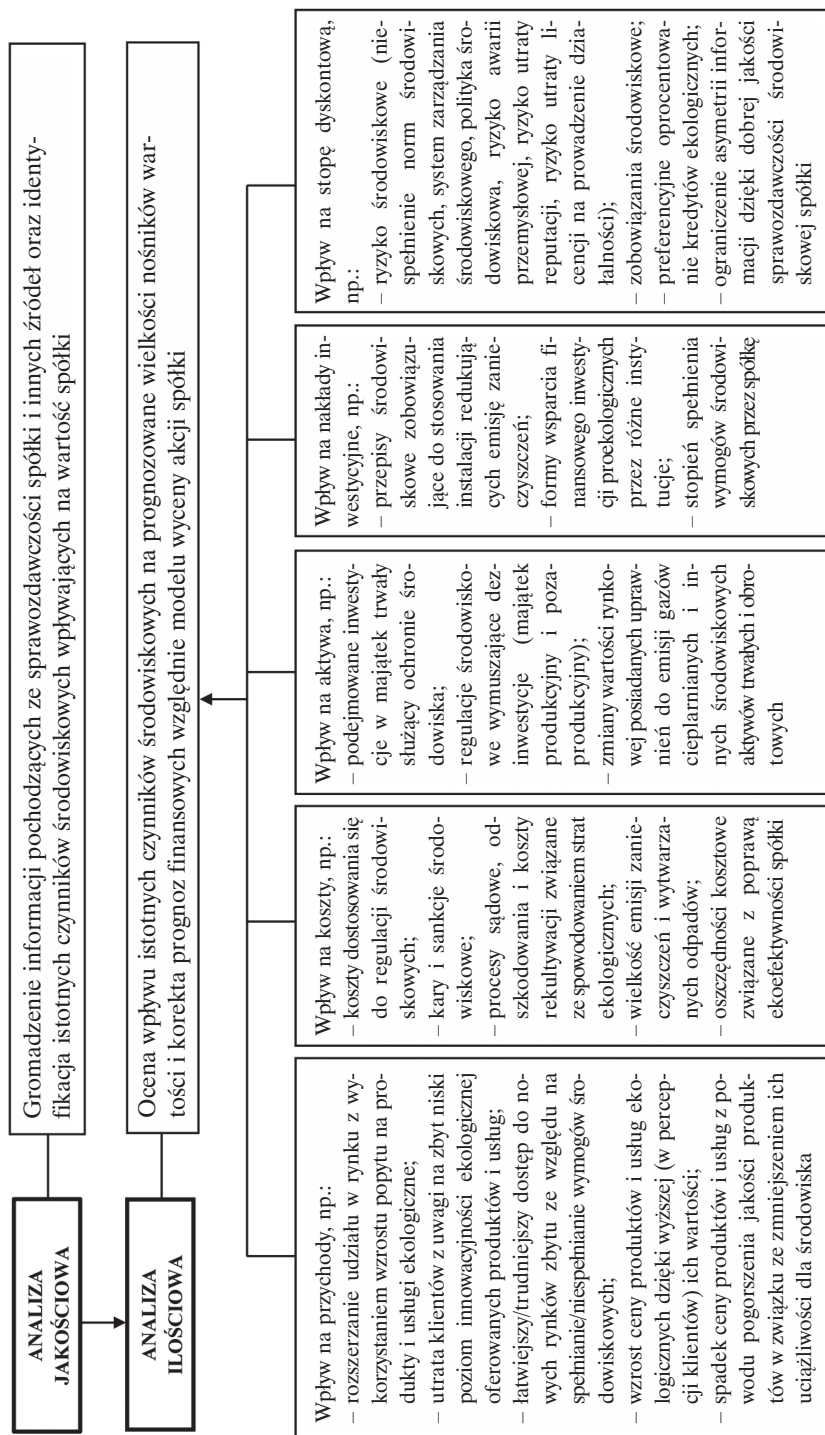 ANALIZA
JAKOŚCIOWA
Gromadzenie informacji pochodzących ze sprawozdawczości spółki i innych źródeł oraz identy-
fikacja istotnych czynników środowiskowych wpływających na wartość spółki
ANALIZA
ILOŚCIOWA
Ocena wpływu istotnych czynników środowiskowych na prognozowane wielkości nośników war-
tości i korekta prognoz finansowych względnie modelu wyceny akcji spółki
Wpływ na przychody, np.:
– rozszerzanie udziału w rynku z wy-
korzystaniem wzrostu popytu na pro-
dukty i usługi ekologiczne;
– utrata klientów z uwagi na zbyt niski
poziom innowacyjności ekologicznej
oferowanych produktów i usług;
– łatwiejszy/trudniejszy dostęp do no-
wych rynków zbytu ze względu na
spełnianie/niespełnianie wymogów śro-
dowiskowych;
– wzrost ceny produktów i usług eko-
logicznych dzięki wyższej (w percep-
cji klientów) ich wartości;
– spadek ceny produktów i usług z po-
wodu pogorszenia jakości produk-
tów w związku ze zmniejszeniem ich
uciążliwości dla środowiska
Wpływ na koszty, np.:
– koszty dostosowania się
do regulacji środowi-
skowych;
– kary i sankcje środo-
wiskowe;
– procesy sądowe, od-
szkodowania i koszty
rekultywacji związane
ze spowodowaniem strat
ekologicznych;
– wielkość emisji zanie-
czyszczeń i wytwarza-
nych odpadów;
– oszczędności kosztowe
związane z poprawą
ekoefektywności spółki
Wpływ na aktywa, np.:
– podejmowane inwesty-
cje w majątek trwały
służący ochronie śro-
dowiska;
– regulacje środowisko-
we wymuszające dez-
inwestycje (majątek
produkcyjny i poza-
produkcyjny);
– zmiany wartości rynko-
wej posiadanych upraw-
nień do emisji gazów
cieplarnianych i in-
nych środowiskowych
aktywów trwałych i obro-
towych
Wpływ na nakłady in-
westycyjne, np.:
– przepisy środowi-
skowe zobowiązu-
jące do stosowania
instalacji redukują-
cych emisję zanie-
czyszczeń;
– formy wsparcia fi-
nansowego inwesty-
cji proekologicznych
przez różne insty-
tucje;
– stopień spełnienia
wymogów środowi-
skowych przez spółkę
Wpływ na stopę dyskontową,
np.:
– ryzyko środowiskowe (nie-
spełnienie norm środowi-
skowych, system zarządzania
środowiskowego, polityka śro-
dowiskowa, ryzyko awarii
przemysłowej, ryzyko utraty
reputacji, ryzyko utraty li-
cencji na prowadzenie dzia-
łalności);
– zobowiązania środowiskowe;
– preferencyjne oprocentowa-
nie kredytów ekologicznych;
– ograniczenie asymetrii infor-
macji dzięki dobrej jakości
sprawozdawczości środowi-
skowej spółki